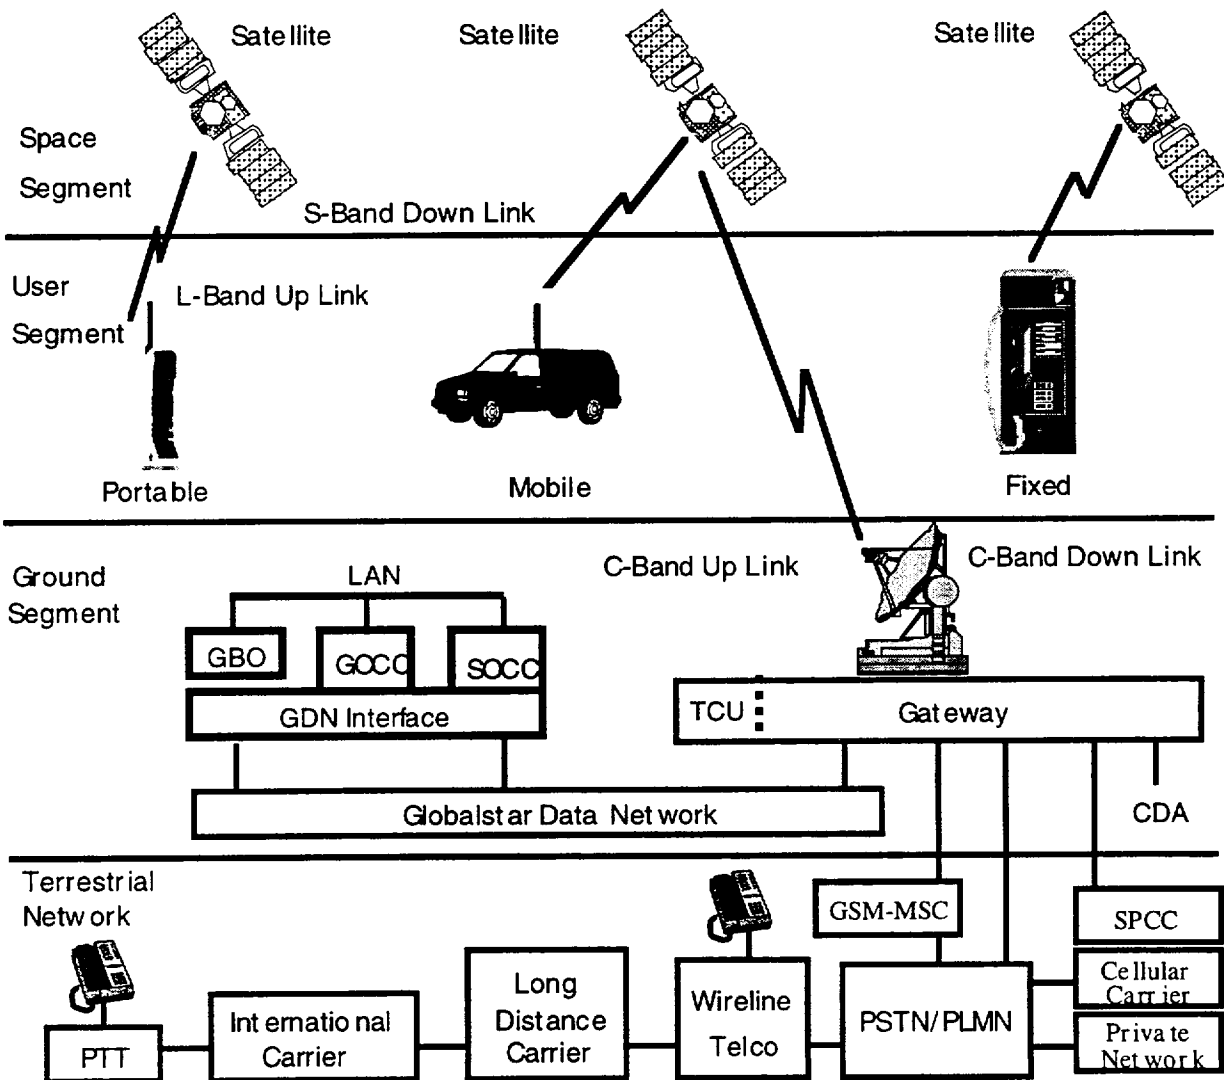 Satellite
Satellite
Satellite
Space
Segment
S-Band Down Link
User
Segment
L-Band Up Link
Portable
Mobile
Fixed
Ground
Segment
LAN
C-Band Up Link
C-Band Down Link
GBO
GOCC
SOCC
GDN Interface
TCU
Gateway
Globalstar Data Network
CDA
Terrestrial
Network
GSM-MSC
SPCC
PTT
International
Carrier
Long
Distance
Carrier
Wireline
Telco
PSTN/PLMN
Cellular
Carrier
Private
Network